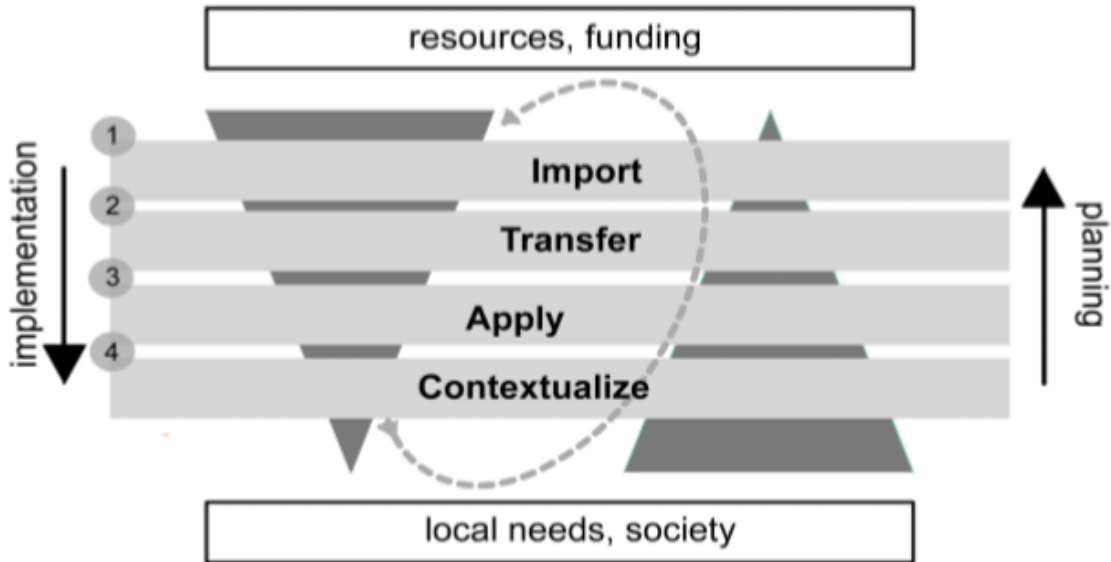 resources, funding
implementation
1
Import
2
Transfer
3
Apply
4
Contextualize
planning
local needs, society